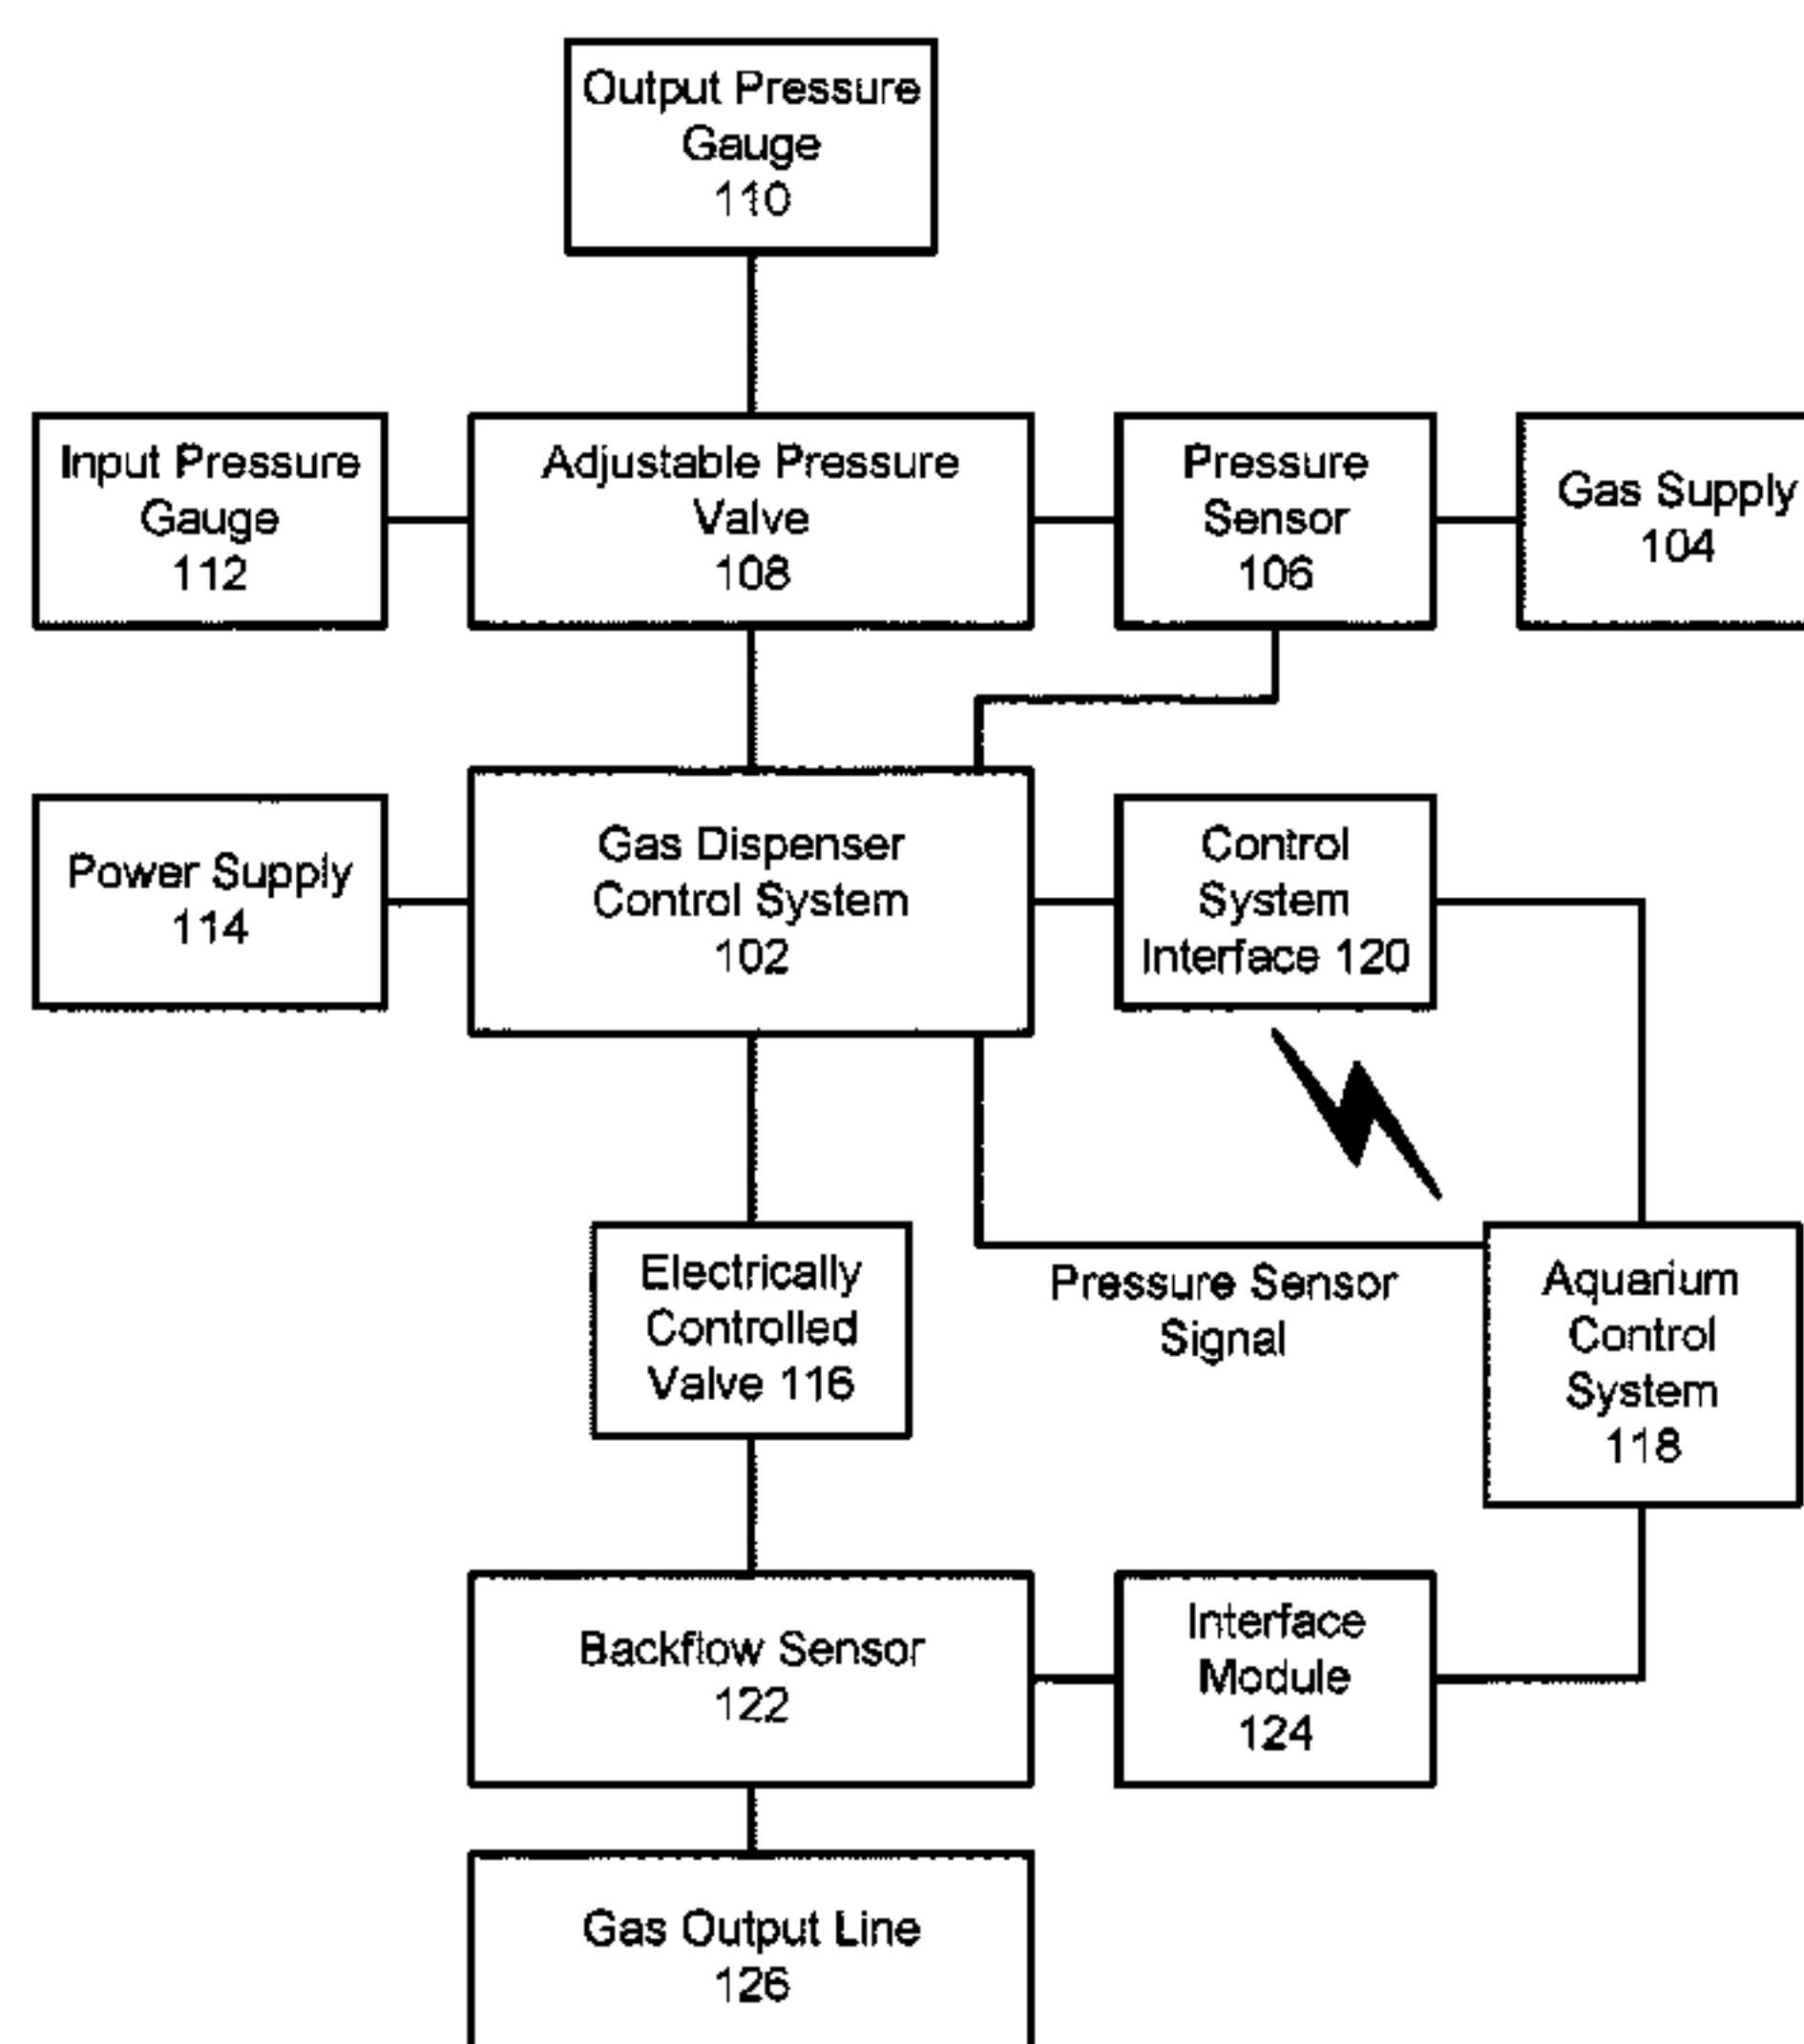 Output Pressure
Gauge
110
Input Pressure
Gauge
112
Adjustable Pressure
Valve
108
Pressure
Sensor
106
Gas Supply
104
Power Supply
114
Gas Dispenser
Control System
102
Control
System
Interface 120
Electrically
Controlled
Valve 116
Pressure Sensor
Signal
Aquarium
Control
System
118
Backflow Sensor
122
Interface
Module
124
Gas Output Line
126